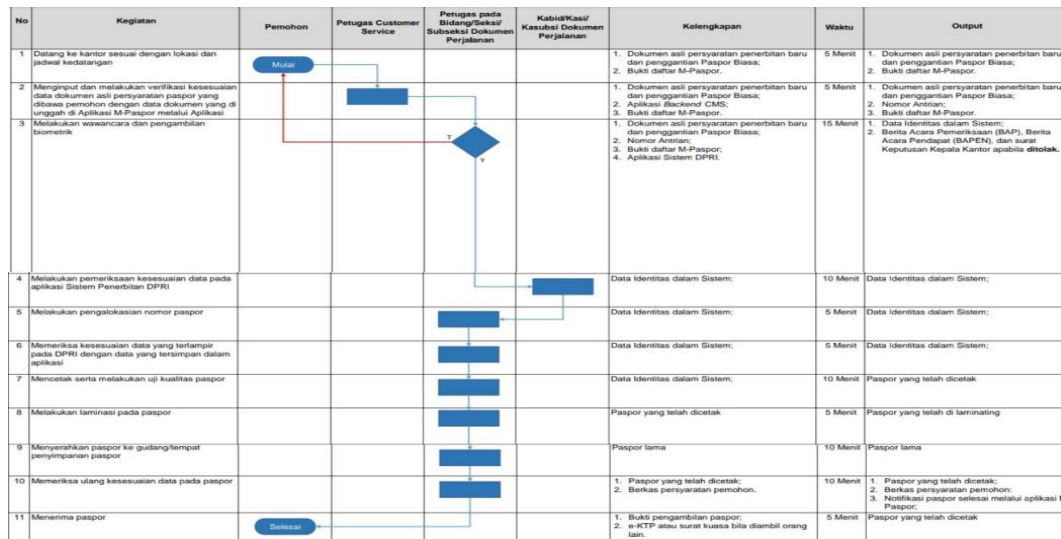 No
Kegiatan
Pemohon
Petugas Customer
Service
Petugas pada
Bidang/Seksi/
Subseksi Dokumen
Perjalanan
Kabid/Kasi/
Kasubsi Dokumen
Perjalanan
Kelengkapan
Waktu
Output
1
Datang ke kantor sesuai dengan lokasi dan
jadwal kedatangan
Mulai
1. Dokumen asli persyaratan penerbitan baru
dan penggantian Paspor Biasa;
2. Bukti daftar M-Paspor.
5 Menit
1. Dokumen asli persyaratan penerbitan baru
dan penggantian Paspor Biasa;
2. Bukti daftar M-Paspor.
2
Menginput dan melakukan verifikasi kesesuaian
data dokumen asli persyaratan paspor yang
dibawa pemohon dengan data dokumen yang di
unggah di Aplikasi M-Paspor melalui Aplikasi
1. Dokumen asli persyaratan penerbitan baru
dan penggantian Paspor Biasa;
2. Aplikasi Backend CMS;
3. Bukti daftar M-Paspor.
5 Menit
1. Dokumen asli persyaratan penerbitan baru
dan penggantian Paspor Biasa;
2. Nomor Antrian;
3. Bukti daftar M-Paspor.
3
Melakukan wawancara dan pengambilan
biometrik
T
Y
1. Dokumen asli persyaratan penerbitan baru
dan penggantian Paspor Biasa;
2. Nomor Antrian;
3. Bukti daftar M-Paspor;
4. Aplikasi Sistem DPRI.
15 Menit
1. Data Identitas dalam Sistem;
2. Berita Acara Pemeriksaan (BAP), Berita
Acara Pendapat (BAPEN), dan surat
Keputusan Kepala Kantor apabila ditolak.
4
Melakukan pemeriksaan kesesuaian data pada
aplikasi Sistem Penerbitan DPRI
Data Identitas dalam Sistem;
10 Menit
Data Identitas dalam Sistem;
5
Melakukan pengalokasian nomor paspor
Data Identitas dalam Sistem;
5 Menit
Data Identitas dalam Sistem;
6
Memeriksa kesesuaian data yang terlampir
pada DPRI dengan data yang tersimpan dalam
aplikasi
Data Identitas dalam Sistem;
5 Menit
Data Identitas dalam Sistem;
7
Mencetak serta melakukan uji kualitas paspor
Data Identitas dalam Sistem;
10 Menit
Paspor yang telah dicetak
8
Melakukan laminasi pada paspor
Paspor yang telah dicetak
5 Menit
Paspor yang telah di laminating
9
Menyerahkan paspor ke gudang/tempat
penyimpanan paspor
Paspor lama
10 Menit
Paspor lama
10
Memeriksa ulang kesesuaian data pada paspor
1. Paspor yang telah dicetak;
2. Berkas persyaratan pemohon.
10 Menit
1. Paspor yang telah dicetak;
2. Berkas persyaratan pemohon:
3. Notifikasi paspor selesai melalui aplikasi
Paspor;
11
Menerima paspor
Selesai
1. Bukti pengambilan paspor;
2. e-KTP atau surat kuasa bila diambil orang
lain.
5 Menit
Paspor yang telah dicetak